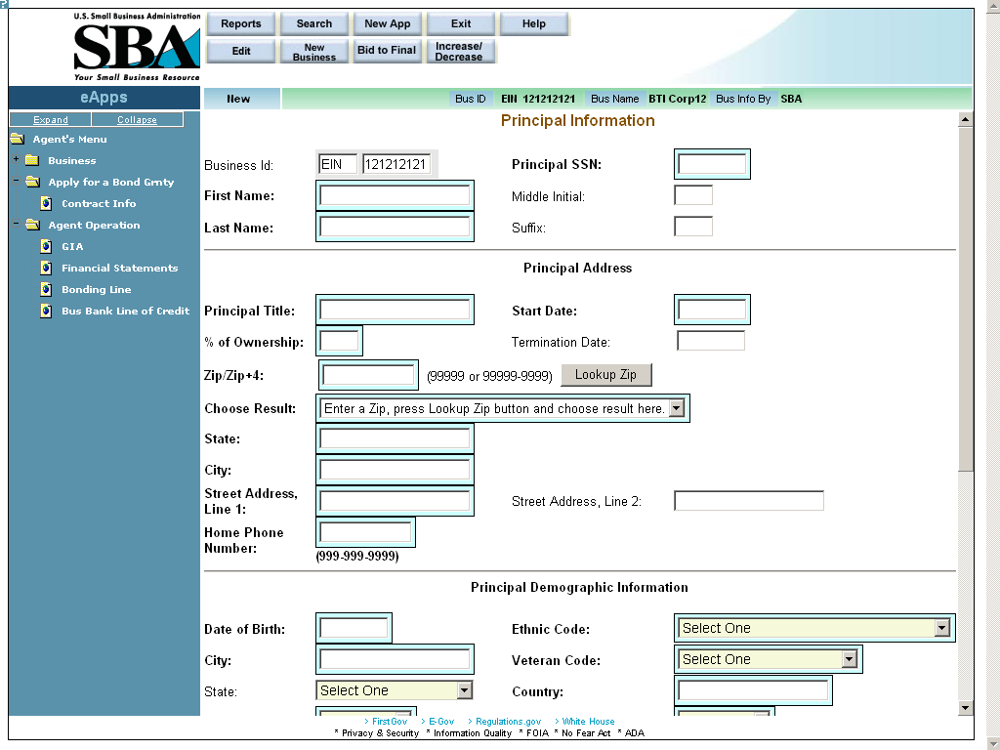 U.S. Small Business Administration
SBA
Your Small Business Resource
Reports Search New App Exit Help
Edit New Business Bid to Final Increase/ Decrease
eApps
New Bus ID EIN 121212121 Bus Name BTI Corp12 Bus Info By SBA
Expand Collapse
Agent's Menu
Business
Apply for a Bond Grnty
Contract Info
Agent Operation
GIA
Financial Statements
Bonding Line
Bus Bank Line of Credit
Principal Information
Business Id: EIN 121212121 Principal SSN:
First Name: Middle Initial:
Last Name: Suffix:
Principal Address
Principal Title: Start Date:
% of Ownership: Termination Date:
Zip/Zip+4: (99999 or 99999-9999) Lookup Zip
Choose Result: Enter a Zip, press Lookup Zip button and choose result here.
State:
City:
Street Address,
Line 1: Street Address, Line 2:
Home Phone
Number:
(999-999-9999)
Principal Demographic Information
Date of Birth: Ethnic Code: Select One
City: Veteran Code: Select One
State: Select One Country:
FirstGov E-Gov Regulations.gov White House
* Privacy & Security * Information Quality * FOIA * No Fear Act * ADA